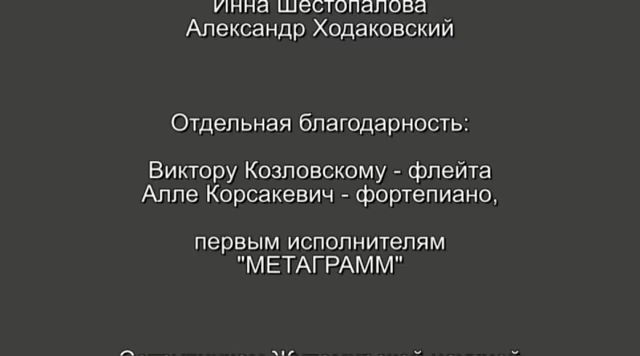 Инна Шестопалова
Александр Ходаковский
Отдельная благодарность:
Виктору Козловскому - флейта
Алле Корсакевич - фортепиано,
первым исполнителям
"МЕТАГРАММ"